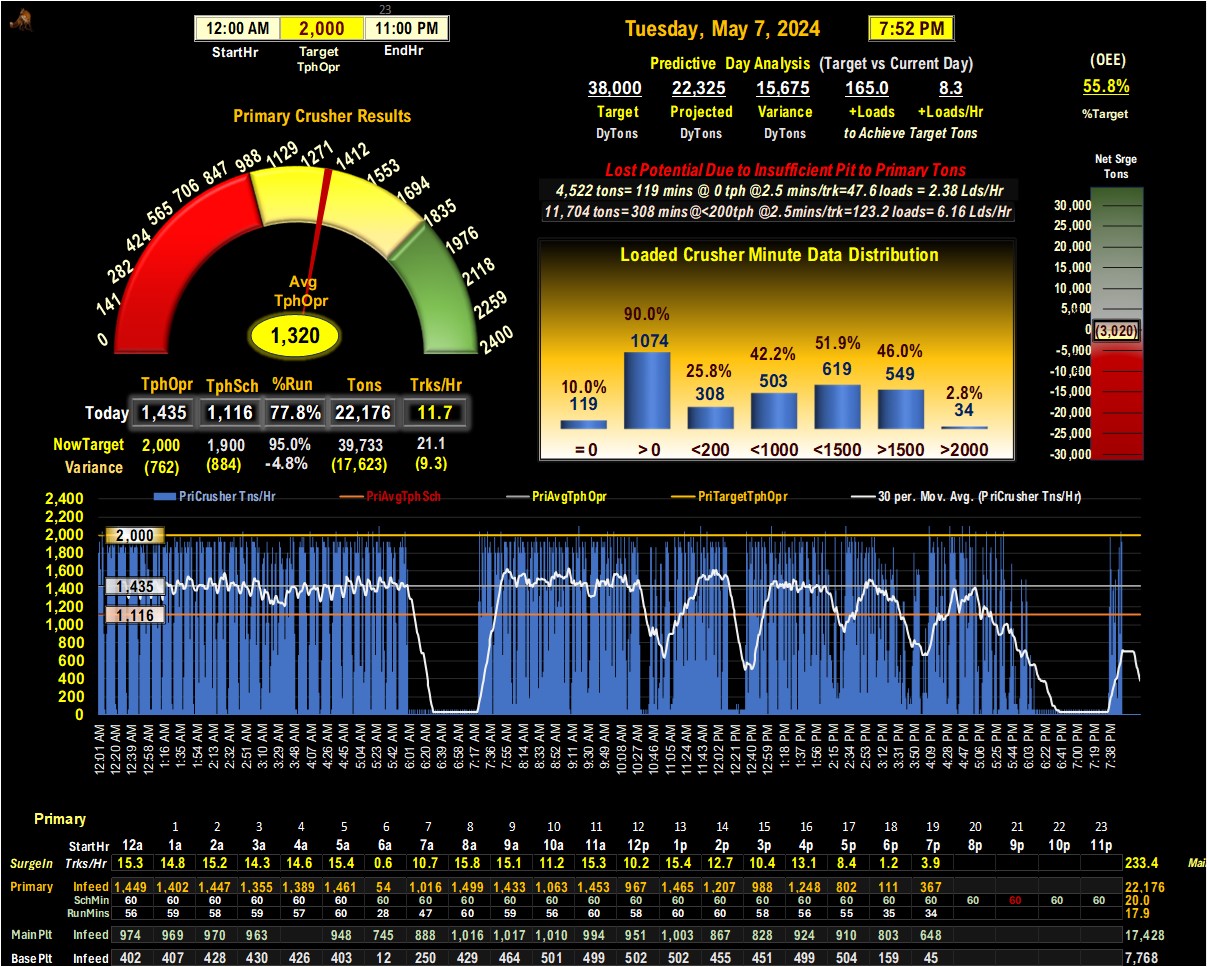 23
12:00 AM 2,000 11:00 PM
StartHr Target TphOpr EndHr
Tuesday, May 7, 2024 7:52 PM
Predictive Day Analysis (Target vs Current Day)
38,000 22,325 15,675 165.0 8.3
Target Projected Variance +Loads +Loads/Hr
DyTons DyTons DyTons to Achieve Target Tons
(OEE)
55.8%
%Target
Primary Crusher Results
0 141 282 424 565 706 847 988 1129 1271 1412 1553 1694 1835 1976 2118 2259 2400
Avg
TphOpr
1,320
Lost Potential Due to Insufficient Pit to Primary Tons
4,522 tons= 119 mins @ 0 tph @2.5 mins/trk=47.6 loads = 2.38 Lds/Hr
11,704 tons= 308 mins@<200tph @2.5mins/trk=123.2 loads= 6.16 Lds/Hr
Net Srge
Tons
30,000
25,000
20,000
15,000
10,000
5,000
0 (3,020)
-5,000
-10,000
-15,000
-20,000
-25,000
-30,000
Loaded Crusher Minute Data Distribution
10.0% 90.0% 25.8% 42.2% 51.9% 46.0% 2.8%
119 1074 308 503 619 549 34
= 0 > 0 <200 <1000 <1500 >1500 >2000
TphOpr TphSch %Run Tons Trks/Hr
Today 1,435 1,116 77.8% 22,176 11.7
NowTarget 2,000 1,900 95.0% 39,733 21.1
Variance (762) (884) -4.8% (17,623) (9.3)
PriCrusher Tns/Hr PriAvgTphSch PriAvgTphOpr PriTargetTphOpr 30 per. Mov. Avg. (PriCrusher Tns/Hr)
2,400
2,200
2,000 2,000
1,800
1,600
1,400 1,435
1,200 1,116
1,000
800
600
400
200
0
12:01 AM 12:20 AM 12:39 AM 12:58 AM 1:16 AM 1:35 AM 1:54 AM 2:13 AM 2:32 AM 2:51 AM 3:10 AM 3:29 AM 3:48 AM 4:07 AM 4:26 AM 4:45 AM 5:04 AM 5:23 AM 5:42 AM 6:01 AM 6:20 AM 6:39 AM 6:58 AM 7:17 AM 7:36 AM 7:55 AM 8:14 AM 8:33 AM 8:52 AM 9:11 AM 9:30 AM 9:49 AM 10:08 AM 10:27 AM 10:46 AM 11:05 AM 11:24 AM 11:43 AM 12:02 PM 12:21 PM 12:40 PM 12:59 PM 1:18 PM 1:37 PM 1:56 PM 2:15 PM 2:34 PM 2:53 PM 3:12 PM 3:31 PM 3:50 PM 4:09 PM 4:28 PM 4:47 PM 5:06 PM 5:25 PM 5:44 PM 6:03 PM 6:22 PM 6:41 PM 7:00 PM 7:19 PM 7:38 PM
Primary
1 2 3 4 5 6 7 8 9 10 11 12 13 14 15 16 17 18 19 20 21 22 23
StartHr 12a 1a 2a 3a 4a 5a 6a 7a 8a 9a 10a 11a 12p 1p 2p 3p 4p 5p 6p 7p 8p 9p 10p 11p
SurgeIn Trks/Hr 15.3 14.8 15.2 14.3 14.6 15.4 0.6 10.7 15.8 15.1 11.2 15.3 10.2 15.4 12.7 10.4 13.1 8.4 1.2 3.9 233.4
Primary Infeed 1,449 1,402 1,447 1,355 1,389 1,461 54 1,016 1,499 1,433 1,063 1,453 967 1,465 1,207 988 1,248 802 111 367 22,176
SchMin 60 60 60 60 60 60 60 60 60 60 60 60 60 60 60 60 60 60 60 60 60 60 60 60 20.0
RunMins 56 59 58 59 57 60 28 47 60 59 56 60 58 60 60 58 56 55 35 34 17.9
MainPlt Infeed 974 969 970 963 948 745 888 1,016 1,017 1,010 994 951 1,003 867 828 924 910 803 648 17,428
BasePlt Infeed 402 407 428 430 426 403 12 250 429 464 501 499 502 502 455 451 499 504 159 45 7,768